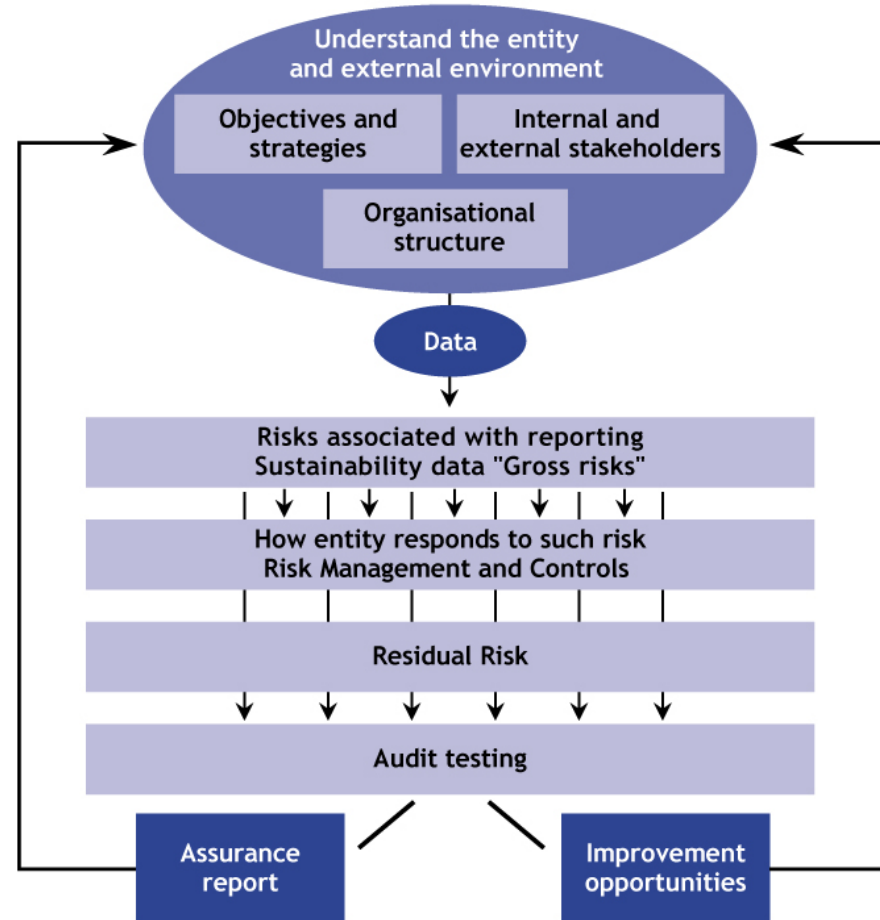 Understand the entity
and external environment
Objectives and
strategies
Internal and
external stakeholders
Organisational
structure
Data
Risks associated with reporting
Sustainability data "Gross risks"
How entity responds to such risk
Risk Management and Controls
Residual Risk
Audit testing
Assurance
report
Improvement
opportunities